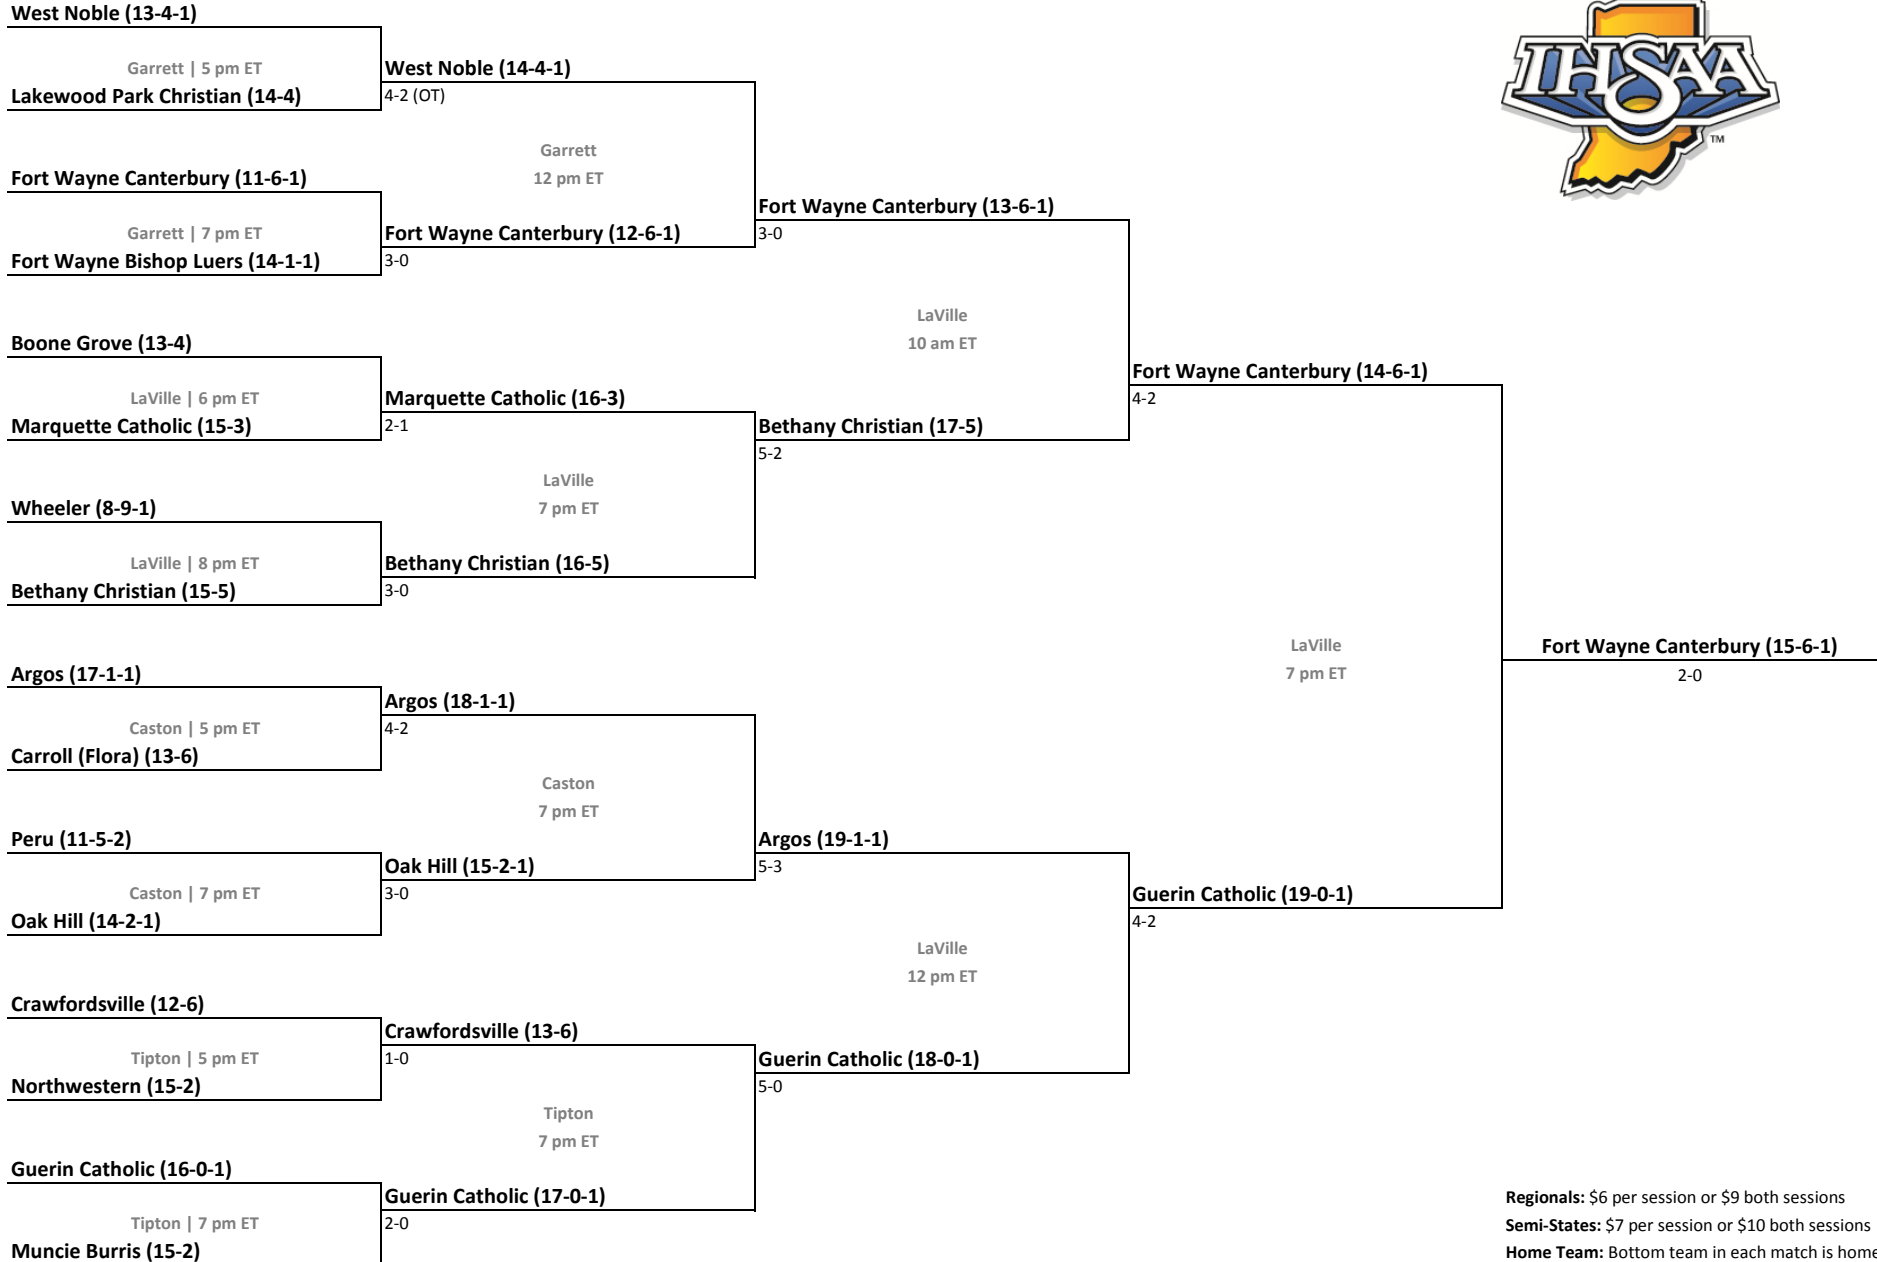 West Noble (13-4-1)
Garrett | 5 pm ET
Lakewood Park Christian (14-4)
Fort Wayne Canterbury (11-6-1)
Garrett | 7 pm ET
Fort Wayne Bishop Luers (14-1-1)
Boone Grove (13-4)
LaVille | 6 pm ET
Marquette Catholic (15-3)
Wheeler (8-9-1)
LaVille | 8 pm ET
Bethany Christian (15-5)
Argos (17-1-1)
Caston | 5 pm ET
Carroll (Flora) (13-6)
Peru (11-5-2)
Caston | 7 pm ET
Oak Hill (14-2-1)
Crawfordsville (12-6)
Tipton | 5 pm ET
Northwestern (15-2)
Guerin Catholic (16-0-1)
Tipton | 7 pm ET
Muncie Burris (15-2)
West Noble (14-4-1)
4-2 (OT)
Garrett
12 pm ET
Fort Wayne Canterbury (12-6-1)
3-0
Marquette Catholic (16-3)
2-1
LaVille
7 pm ET
Bethany Christian (16-5)
3-0
Argos (18-1-1)
4-2
Caston
7 pm ET
Oak Hill (15-2-1)
3-0
Crawfordsville (13-6)
1-0
Tipton
7 pm ET
Guerin Catholic (17-0-1)
2-0
Fort Wayne Canterbury (13-6-1)
3-0
LaVille
10 am ET
Bethany Christian (17-5)
5-2
Argos (19-1-1)
5-3
LaVille
12 pm ET
Guerin Catholic (18-0-1)
5-0
Fort Wayne Canterbury (14-6-1)
4-2
LaVille
7 pm ET
Guerin Catholic (19-0-1)
4-2
Fort Wayne Canterbury (15-6-1)
2-0
IHSAA
TM
Regionals: $6 per session or $9 both sessions
Semi-States: $7 per session or $10 both sessions
Home Team: Bottom team in each match is home